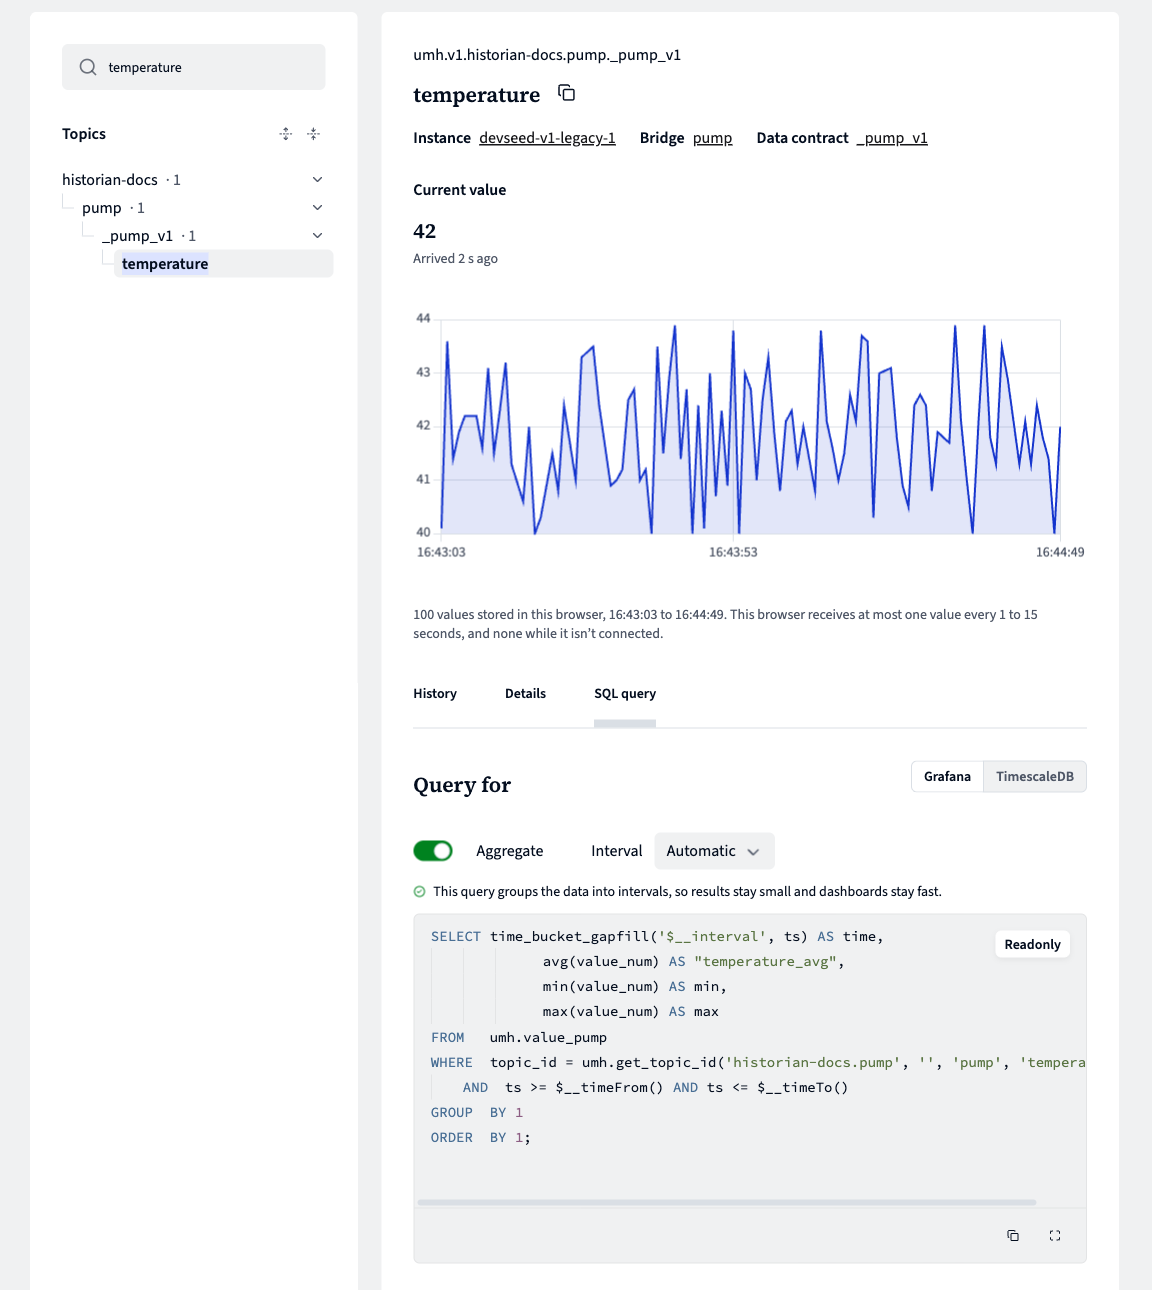 temperature
Topics
historian-docs · 1
pump · 1
_pump_v1 · 1
temperature
umh.v1.historian-docs.pump._pump_v1
temperature
Instance devseed-v1-legacy-1 Bridge pump Data contract _pump_v1
Current value
42
Arrived 2 s ago
44
43
42
41
40
16:43:03 16:43:53 16:44:49
100 values stored in this browser, 16:43:03 to 16:44:49. This browser receives at most one value every 1 to 15
seconds, and none while it isn’t connected.
History Details SQL query
Query for
Grafana TimescaleDB
Aggregate Interval Automatic
This query groups the data into intervals, so results stay small and dashboards stay fast.
Readonly
SELECT time_bucket_gapfill('$__interval', ts) AS time,
avg(value_num) AS "temperature_avg",
min(value_num) AS min,
max(value_num) AS max
FROM umh.value_pump
WHERE topic_id = umh.get_topic_id('historian-docs.pump', '', 'pump', 'tempera
AND ts >= $__timeFrom() AND ts <= $__timeTo()
GROUP BY 1
ORDER BY 1;